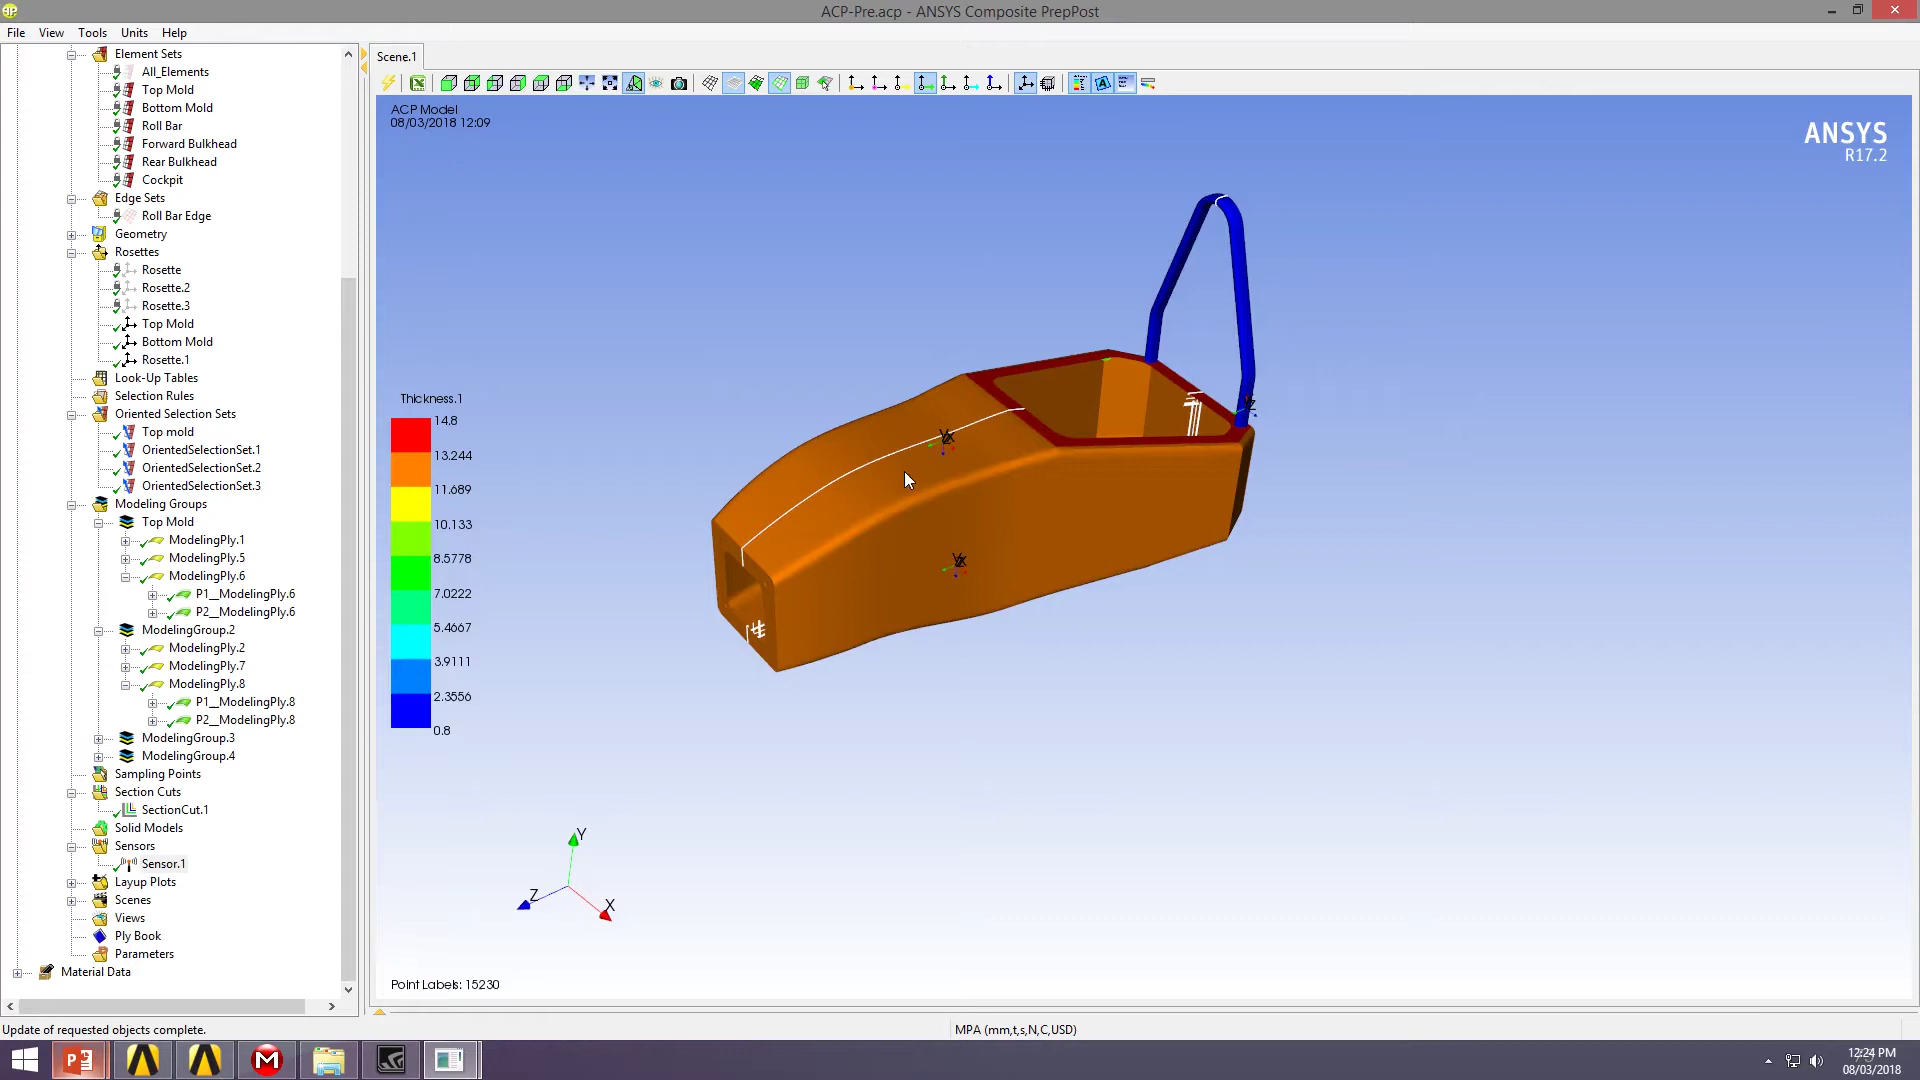 ACP-Pre.acp - ANSYS Composite PrepPost
File View Tools Units Help
Element Sets
All_Elements
Top Mold
Bottom Mold
Roll Bar
Forward Bulkhead
Rear Bulkhead
Cockpit
Edge Sets
Roll Bar Edge
Geometry
Rosettes
Rosette
Rosette.2
Rosette.3
Top Mold
Bottom Mold
Rosette.1
Look-Up Tables
Selection Rules
Oriented Selection Sets
Top mold
OrientedSelectionSet.1
OrientedSelectionSet.2
OrientedSelectionSet.3
Modeling Groups
Top Mold
ModelingPly.1
ModelingPly.5
ModelingPly.6
P1__ModelingPly.6
P2__ModelingPly.6
ModelingGroup.2
ModelingPly.2
ModelingPly.7
ModelingPly.8
P1__ModelingPly.8
P2__ModelingPly.8
ModelingGroup.3
ModelingGroup.4
Sampling Points
Section Cuts
SectionCut.1
Solid Models
Sensors
Sensor.1
Layup Plots
Scenes
Views
Ply Book
Parameters
Material Data
Scene.1
ACP Model
08/03/2018 12:09
ANSYS
R17.2
Thickness.1
14.8
13.244
11.689
10.133
8.5778
7.0222
5.4667
3.9111
2.3556
0.8
Y
Z
X
Point Labels: 15230
Update of requested objects complete.
MPA (mm,t,s,N,C,USD)
12:24 PM
08/03/2018